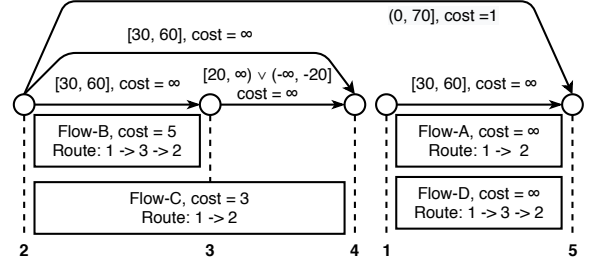 (0, 70], cost =1
[30, 60], cost = ∞
[30, 60], cost = ∞
[20, ∞) ∨ (-∞, -20]
cost = ∞
[30, 60], cost = ∞
Flow-B, cost = 5
Route: 1 -> 3 -> 2
Flow-A, cost = ∞
Route: 1 -> 2
Flow-C, cost = 3
Route: 1 -> 2
Flow-D, cost = ∞
Route: 1 -> 3 -> 2
2 3 4 1 5